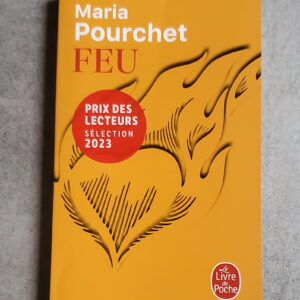 Maria
Pourchet
FEU
PRIX DES
LECTEURS
SÉLECTION
2023
Le
Livre
de
Poche